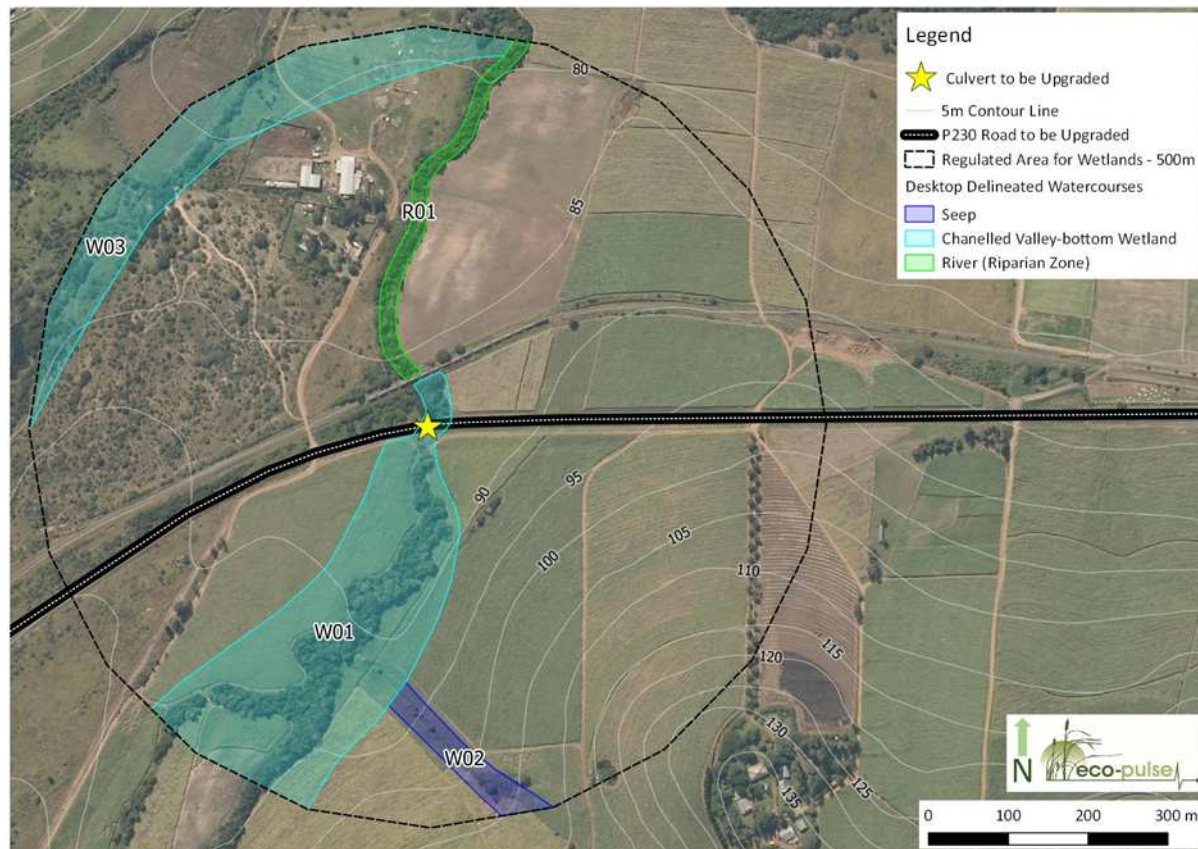 Legend
Culvert to be Upgraded
5m Contour Line
P230 Road to be Upgraded
Regulated Area for Wetlands - 500m
Desktop Delineated Watercourses
Seep
Chanelled Valley-bottom Wetland
River (Riparian Zone)
80
R01
85
W03
90
95
100
105
110
W01
115
120
W02
130
125
135
N
eco-pulse
0 100 200 300 m